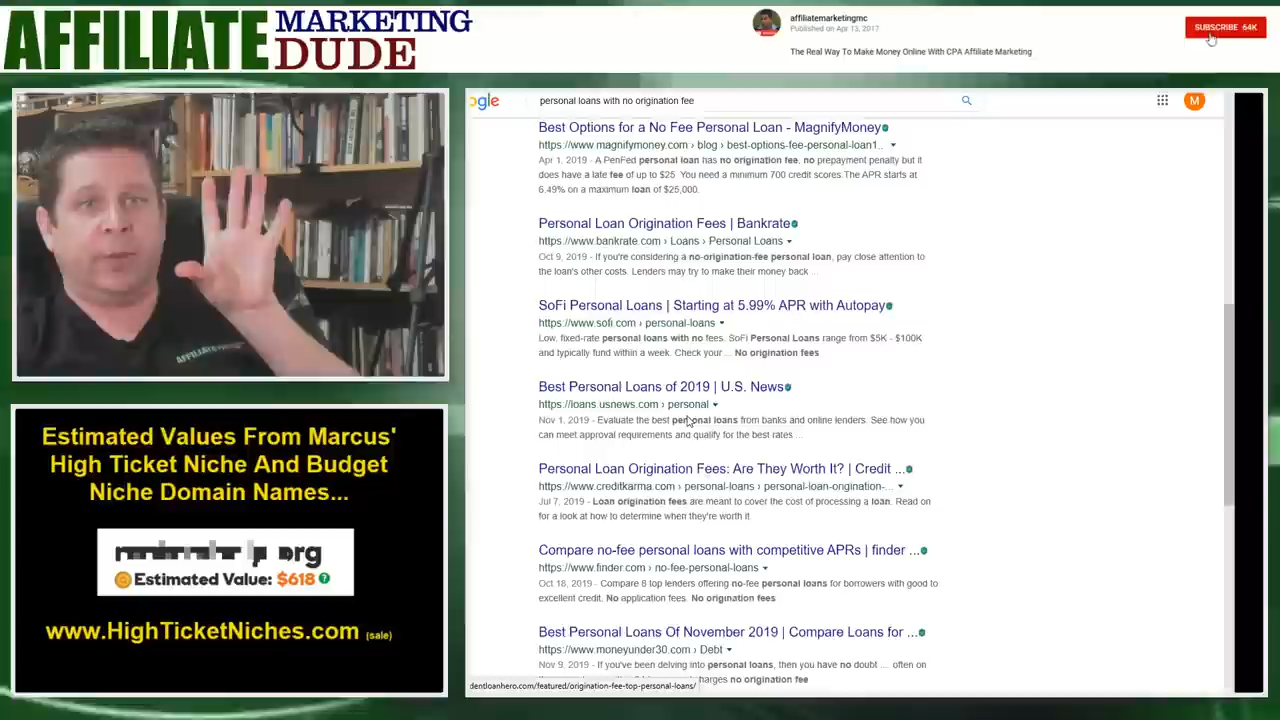 AFFILIATE MARKETING DUDE
affiliatemarketingmc
Published on Apr 13, 2017
SUBSCRIBE 64K
The Real Way To Make Money Online With CPA Affiliate Marketing
ogle
personal loans with no origination fee
M
Best Options for a No Fee Personal Loan - MagnifyMoney
https://www.magnifymoney.com › blog › best-options-fee-personal-loan1..
Apr 1, 2019 - A PenFed personal loan has no origination fee, no prepayment penalty but it
does have a late fee of up to $25 You need a minimum 700 credit scores.The APR starts at
6.49% on a maximum loan of $25,000.
Personal Loan Origination Fees | Bankrate
https://www.bankrate.com › Loans › Personal Loans
Oct 9, 2019 - If you're considering a no-origination-fee personal loan, pay close attention to
the loan's other costs. Lenders may try to make their money back ...
SoFi Personal Loans | Starting at 5.99% APR with Autopay
https://www.sofi.com › personal-loans
Low, fixed-rate personal loans with no fees. SoFi Personal Loans range from $5K - $100K
and typically fund within a week. Check your ... No origination fees
Best Personal Loans of 2019 | U.S. News
https://loans.usnews.com › personal
Nov 1, 2019 - Evaluate the best personal loans from banks and online lenders. See how you
can meet approval requirements and qualify for the best rates ...
Personal Loan Origination Fees: Are They Worth It? | Credit ...
https://www.creditkarma.com › personal-loans › personal-loan-origination-...
Jul 7, 2019 - Loan origination fees are meant to cover the cost of processing a loan. Read on
for a look at how to determine when they're worth it
Compare no-fee personal loans with competitive APRs | finder ...
https://www.finder.com › no-fee-personal-loans
Oct 18, 2019 - Compare 8 top lenders offering no-fee personal loans for borrowers with good to
excellent credit. No application fees. No origination fees
Best Personal Loans Of November 2019 | Compare Loans for ...
https://www.moneyunder30.com › Debt
Nov 9, 2019 - If you've been delving into personal loans, then you have no doubt ... often on
charges no origination fee
dentloanhero.com/featured/origination-fee-top-personal-loans/
AFFILIATE
Estimated Values From Marcus'
High Ticket Niche And Budget
Niche Domain Names...
org
Estimated Value: $618 ?
www.HighTicketNiches.com (sale)